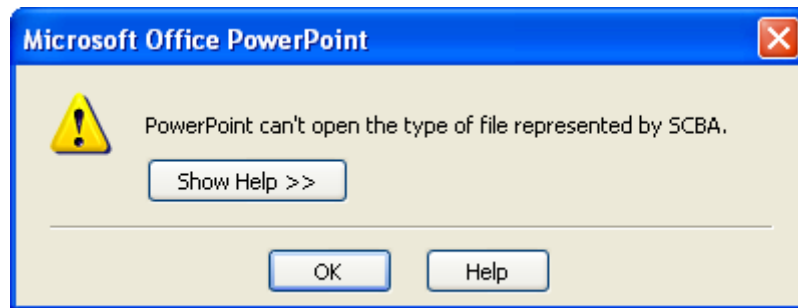 Microsoft Office PowerPoint
PowerPoint can't open the type of file represented by SCBA.
Show Help >>
OK
Help